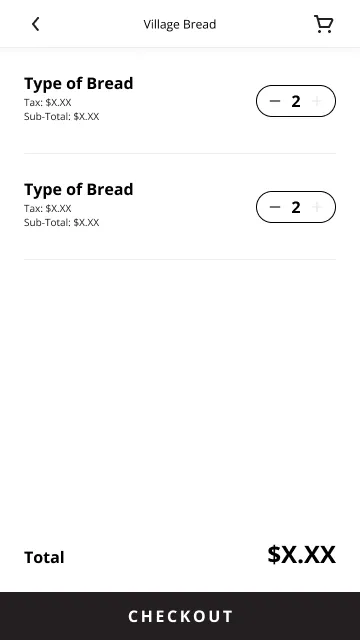 Village Bread
Type of Bread
Tax: $X.XX
Sub-Total: $X.XX
− 2 +
Type of Bread
Tax: $X.XX
Sub-Total: $X.XX
− 2 +
Total $X.XX
CHECKOUT